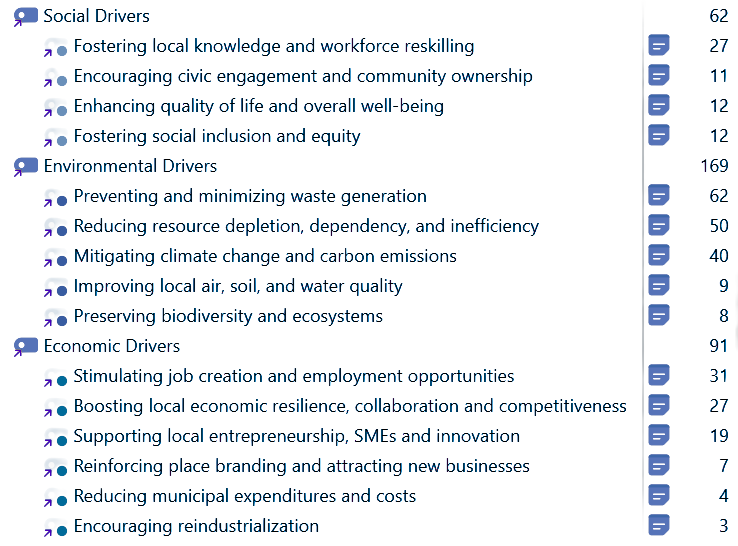 Social Drivers 62
Fostering local knowledge and workforce reskilling 27
Encouraging civic engagement and community ownership 11
Enhancing quality of life and overall well-being 12
Fostering social inclusion and equity 12
Environmental Drivers 169
Preventing and minimizing waste generation 62
Reducing resource depletion, dependency, and inefficiency 50
Mitigating climate change and carbon emissions 40
Improving local air, soil, and water quality 9
Preserving biodiversity and ecosystems 8
Economic Drivers 91
Stimulating job creation and employment opportunities 31
Boosting local economic resilience, collaboration and competitiveness 27
Supporting local entrepreneurship, SMEs and innovation 19
Reinforcing place branding and attracting new businesses 7
Reducing municipal expenditures and costs 4
Encouraging reindustrialization 3